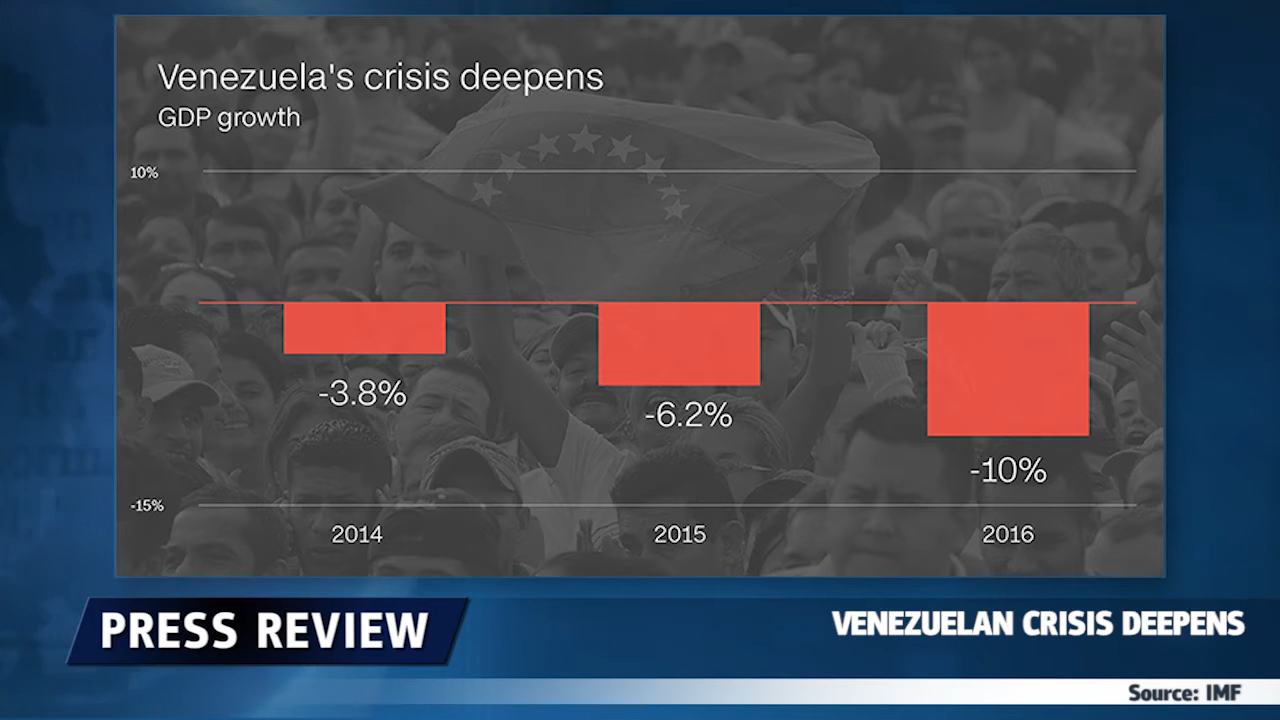 Venezuela's crisis deepens
GDP growth
10%
-3.8%
-6.2%
-10%
-15%
2014 2015 2016
PRESS REVIEW
VENEZUELAN CRISIS DEEPENS
Source: IMF